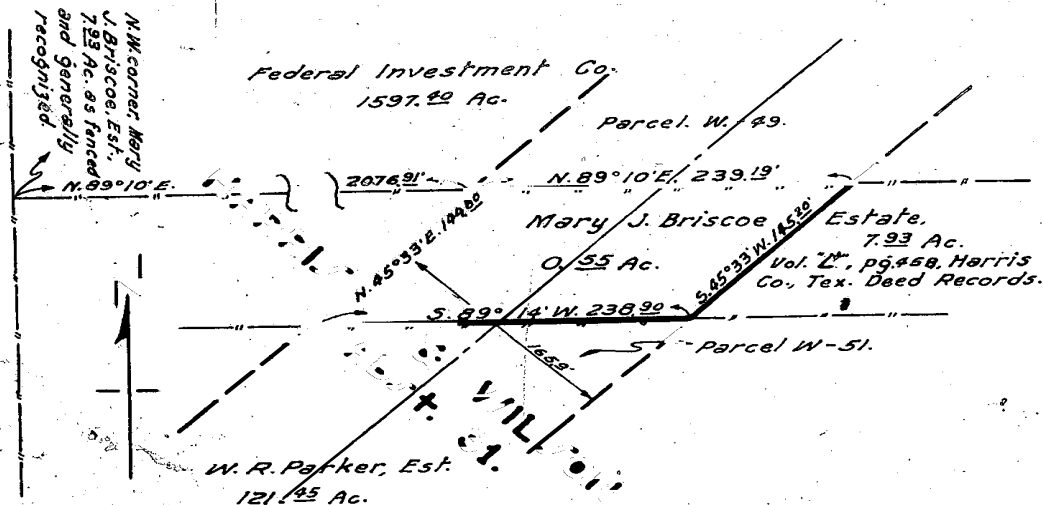 N.W. corner Mary
J. Briscoe, Est.,
7.93 Ac. as fenced
and generally
recognized.
Federal Investment Co.
1597.40 Ac.
Parcel W-49.
N.89°10'E. 2076.91' N.89°10'E. 239.19'
Mary J. Briscoe Estate.
7.93 Ac.
0.55 Ac.
Vol. "L", pg. 468, Harris
Co., Tex. Deed Records.
N. 45°33' E. 144.80
S. 45°33' W. 145.20'
S. 89° 14' W. 238.90
165.9'
Parcel W-51.
W. R. Parker, Est.
121.45 Ac.